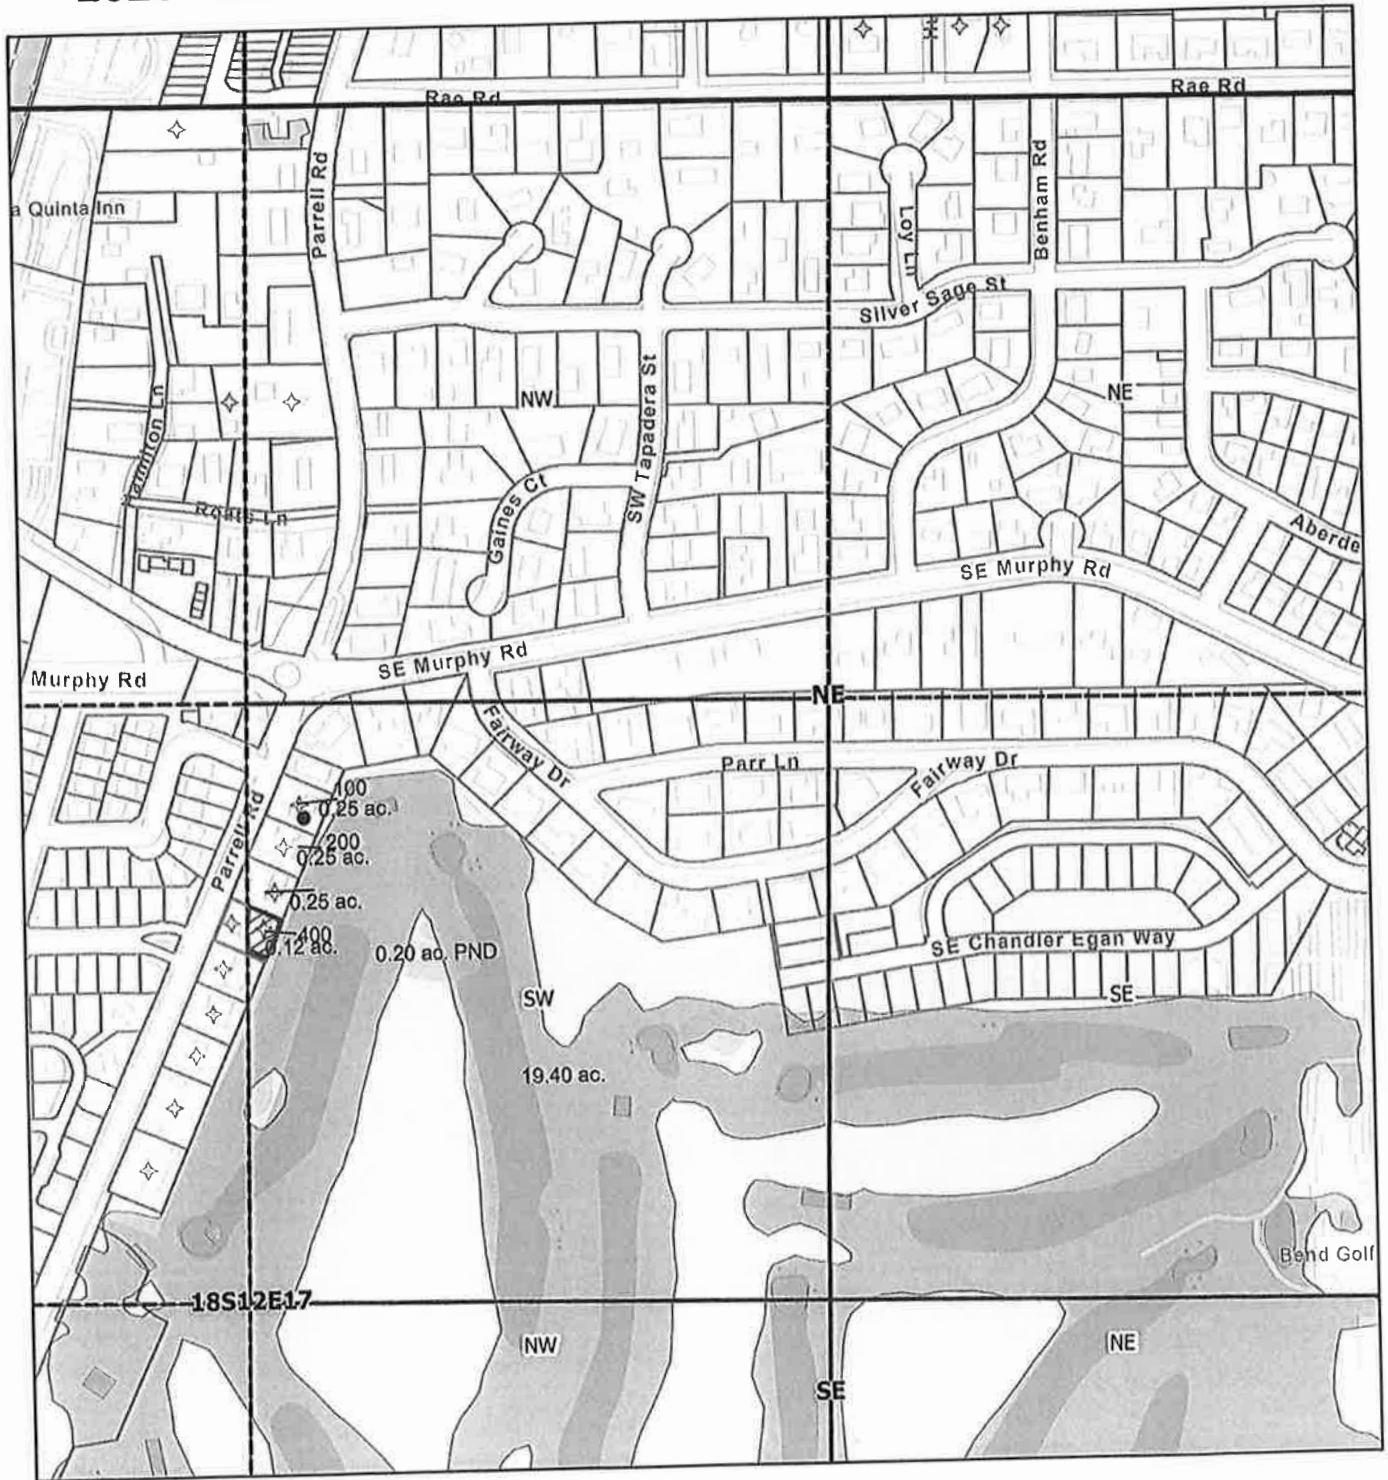 Rae Rd
Rae Rd
Parrell Rd
a Quinta Inn
Loy Ln
Benham Rd
Silver Sage St
NW
SW Tapadera St
NE
Hamilton Ln
Roats Ln
Gaines Ct
Aberde
SE Murphy Rd
SE Murphy Rd
Murphy Rd
NE
Fairway Dr
Parr Ln
Fairway Dr
Parrell Rd
100
0.25 ac.
200
0.25 ac.
0.25 ac.
400
0.12 ac.
0.20 ac. PND
SE Chandler Egan Way
SW
SE
19.40 ac.
Bend Golf
18S12E17
NW
NE
SE